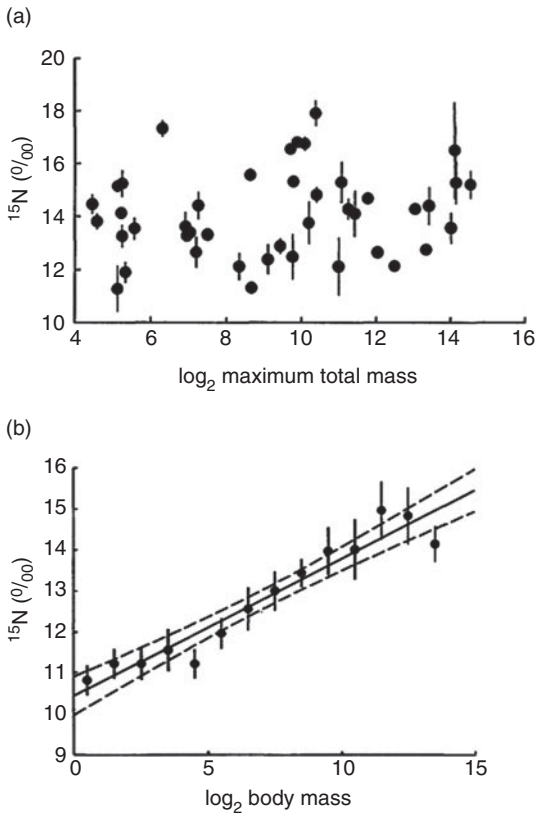 (a)
20
18
16
14
12
10
¹⁵N (⁰/₀₀)
4 6 8 10 12 14 16
log₂ maximum total mass
(b)
16
15
14
13
12
11
10
9
¹⁵N (⁰/₀₀)
0 5 10 15
log₂ body mass